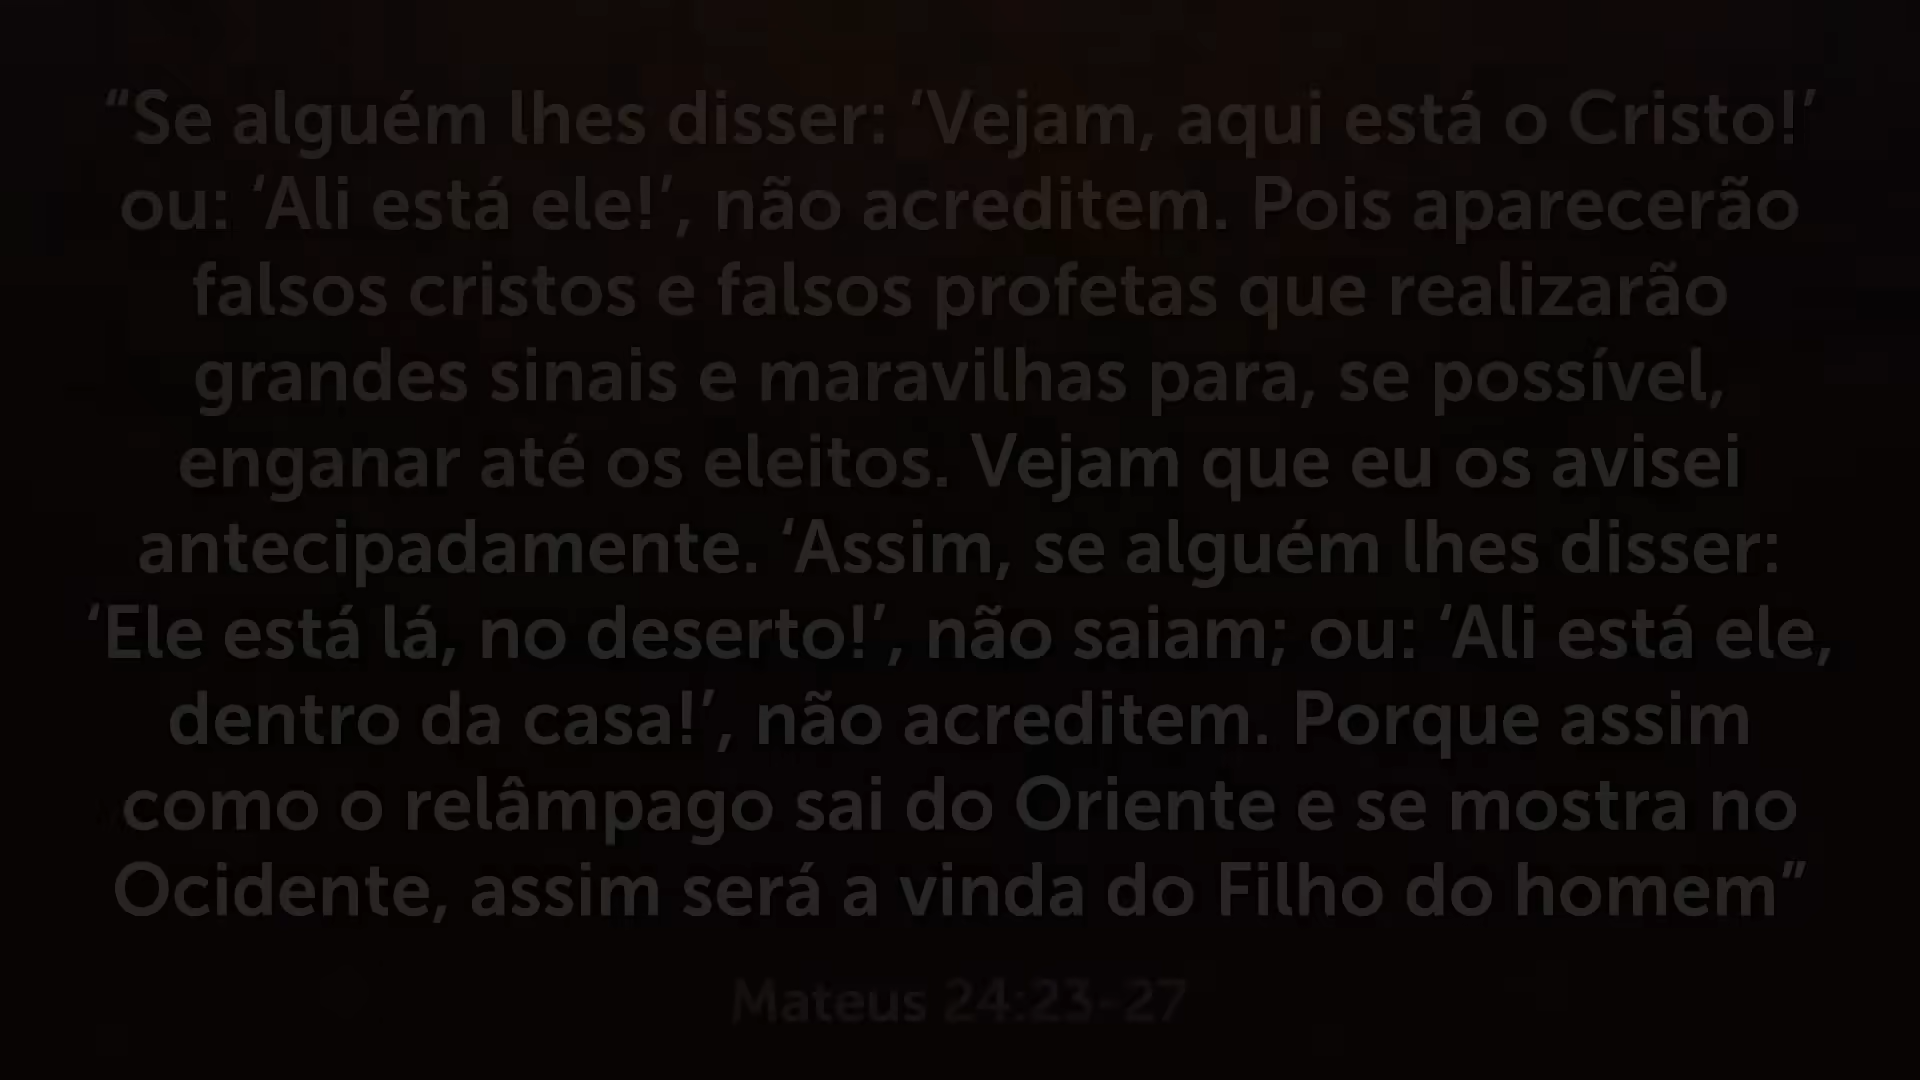 “Se alguém lhes disser: ‘Vejam, aqui está o Cristo!’
ou: ‘Ali está ele!’, não acreditem. Pois aparecerão
falsos cristos e falsos profetas que realizarão
grandes sinais e maravilhas para, se possível,
enganar até os eleitos. Vejam que eu os avisei
antecipadamente. ‘Assim, se alguém lhes disser:
‘Ele está lá, no deserto!’, não saiam; ou: ‘Ali está ele,
dentro da casa!’, não acreditem. Porque assim
como o relâmpago sai do Oriente e se mostra no
Ocidente, assim será a vinda do Filho do homem”
Mateus 24:23-27